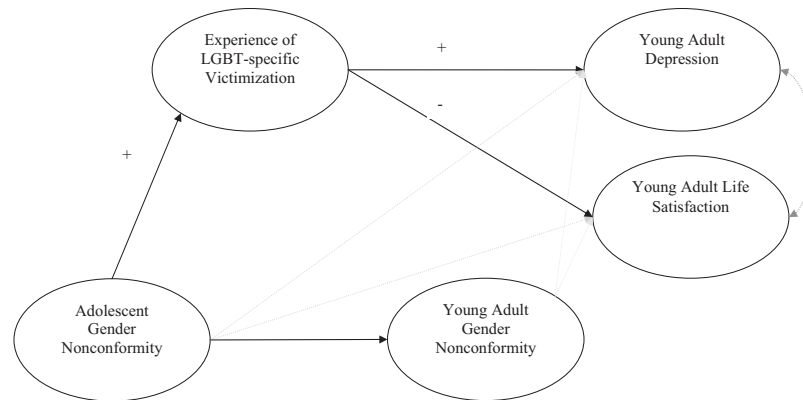 Experience of
LGBT-specific
Victimization
+
Young Adult
Depression
-
+
Young Adult Life
Satisfaction
Adolescent
Gender
Nonconformity
Young Adult
Gender
Nonconformity